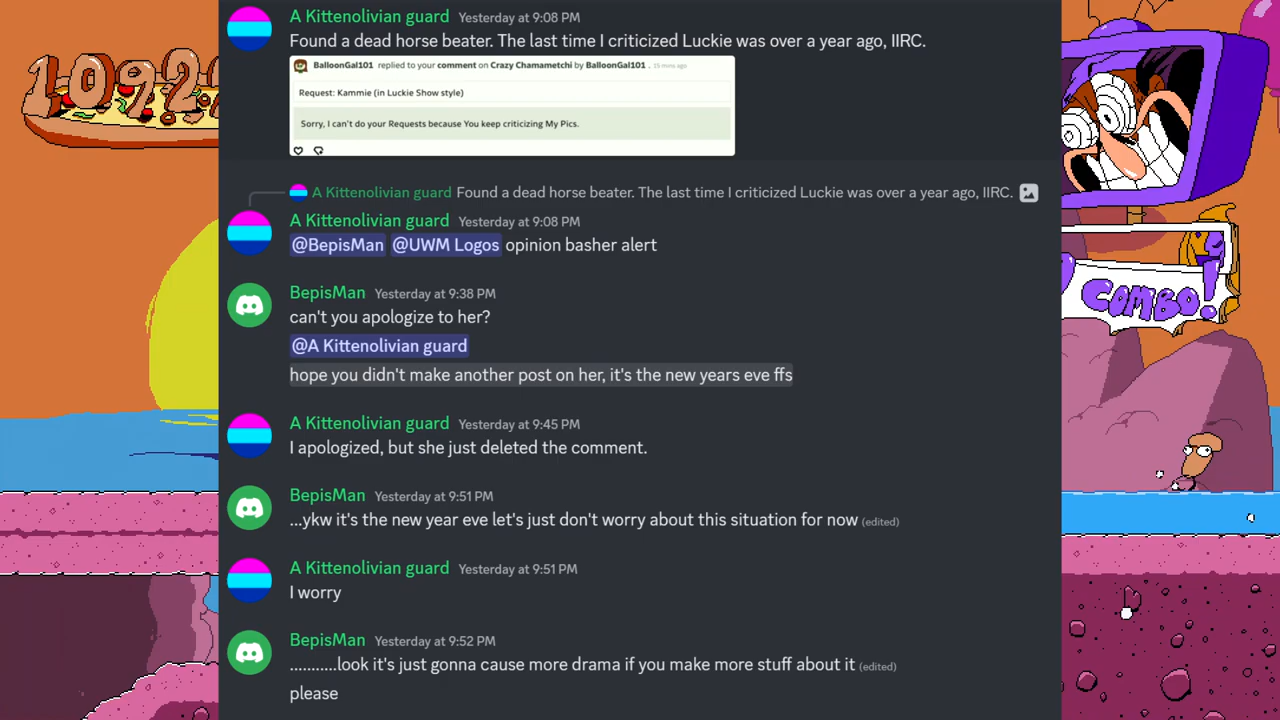 1092
A Kittenolivian guard Yesterday at 9:08 PM
Found a dead horse beater. The last time I criticized Luckie was over a year ago, IIRC.
BalloonGal101 replied to your comment on Crazy Chamametchi by BalloonGal101 . 15 mins ago
Request: Kammie (in Luckie Show style)
Sorry, I can't do your Requests because You keep criticizing My Pics.
A Kittenolivian guard Found a dead horse beater. The last time I criticized Luckie was over a year ago, IIRC.
A Kittenolivian guard Yesterday at 9:08 PM
@BepisMan @UWM Logos opinion basher alert
BepisMan Yesterday at 9:38 PM
can't you apologize to her?
@A Kittenolivian guard
hope you didn't make another post on her, it's the new years eve ffs
A Kittenolivian guard Yesterday at 9:45 PM
I apologized, but she just deleted the comment.
BepisMan Yesterday at 9:51 PM
...ykw it's the new year eve let's just don't worry about this situation for now (edited)
A Kittenolivian guard Yesterday at 9:51 PM
I worry
BepisMan Yesterday at 9:52 PM
...........look it's just gonna cause more drama if you make more stuff about it (edited)
please
COMBO!